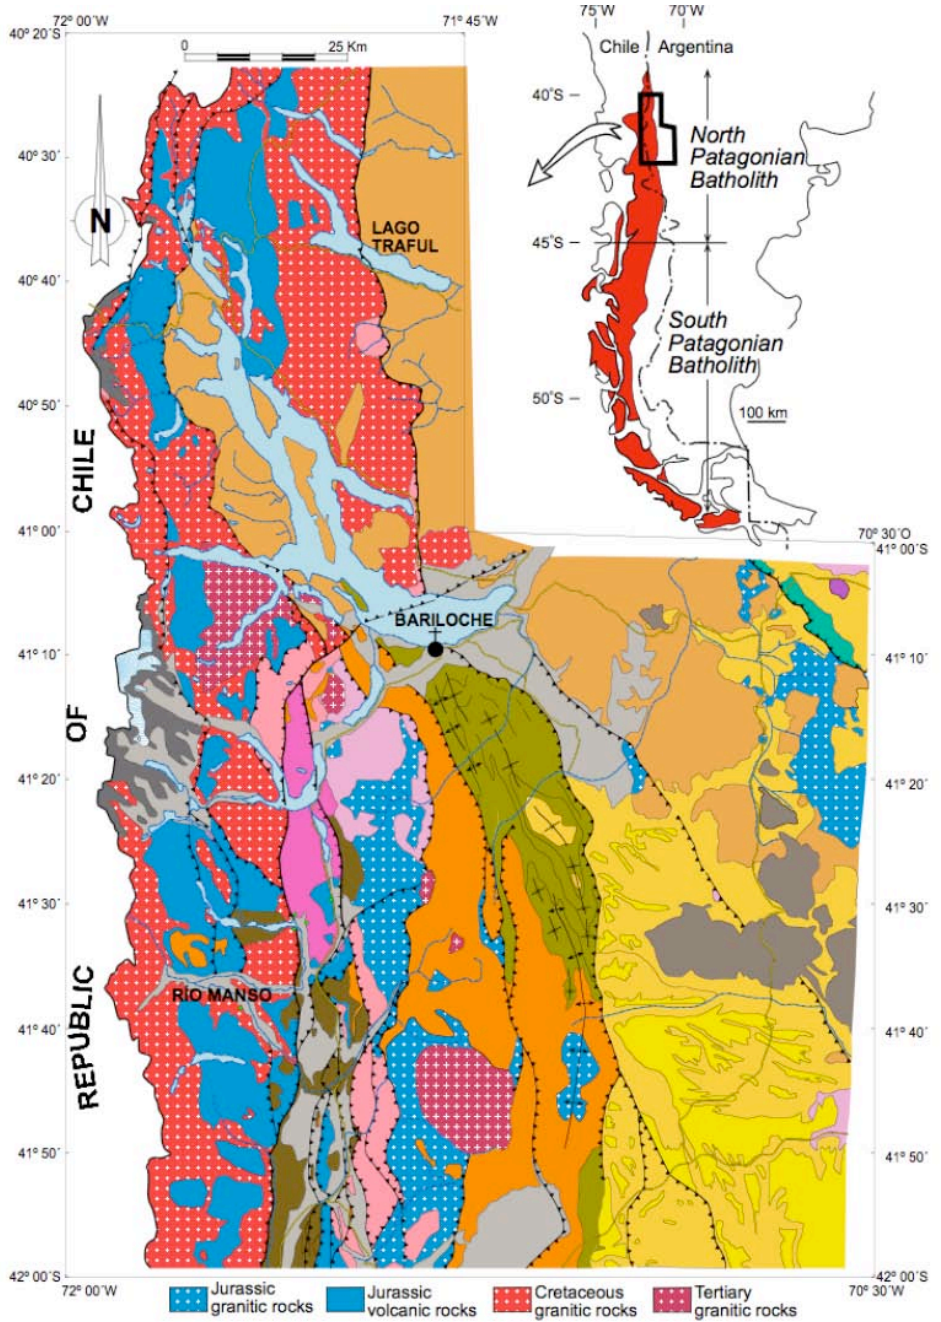 72° 00'W
71° 45'W
40° 20'S
0
25 Km
40° 30'
N
LAGO
TRAFUL
40° 40'
40° 50'
41° 00'
41° 10'
41° 20'
41° 30'
41° 40'
41° 50'
42° 00'S
72° 00'W
REPUBLIC
OF
CHILE
BARILOCHE
RÍO MANSO
75°W
70°W
Chile
Argentina
40°S
45°S
50°S
North
Patagonian
Batholith
South
Patagonian
Batholith
100 km
70° 30'O
41° 00'S
41° 10'
41° 20'
41° 30'
41° 40'
41° 50'
42° 00'S
70° 30'W
Jurassic
granitic rocks
Jurassic
volcanic rocks
Cretaceous
granitic rocks
Tertiary
granitic rocks